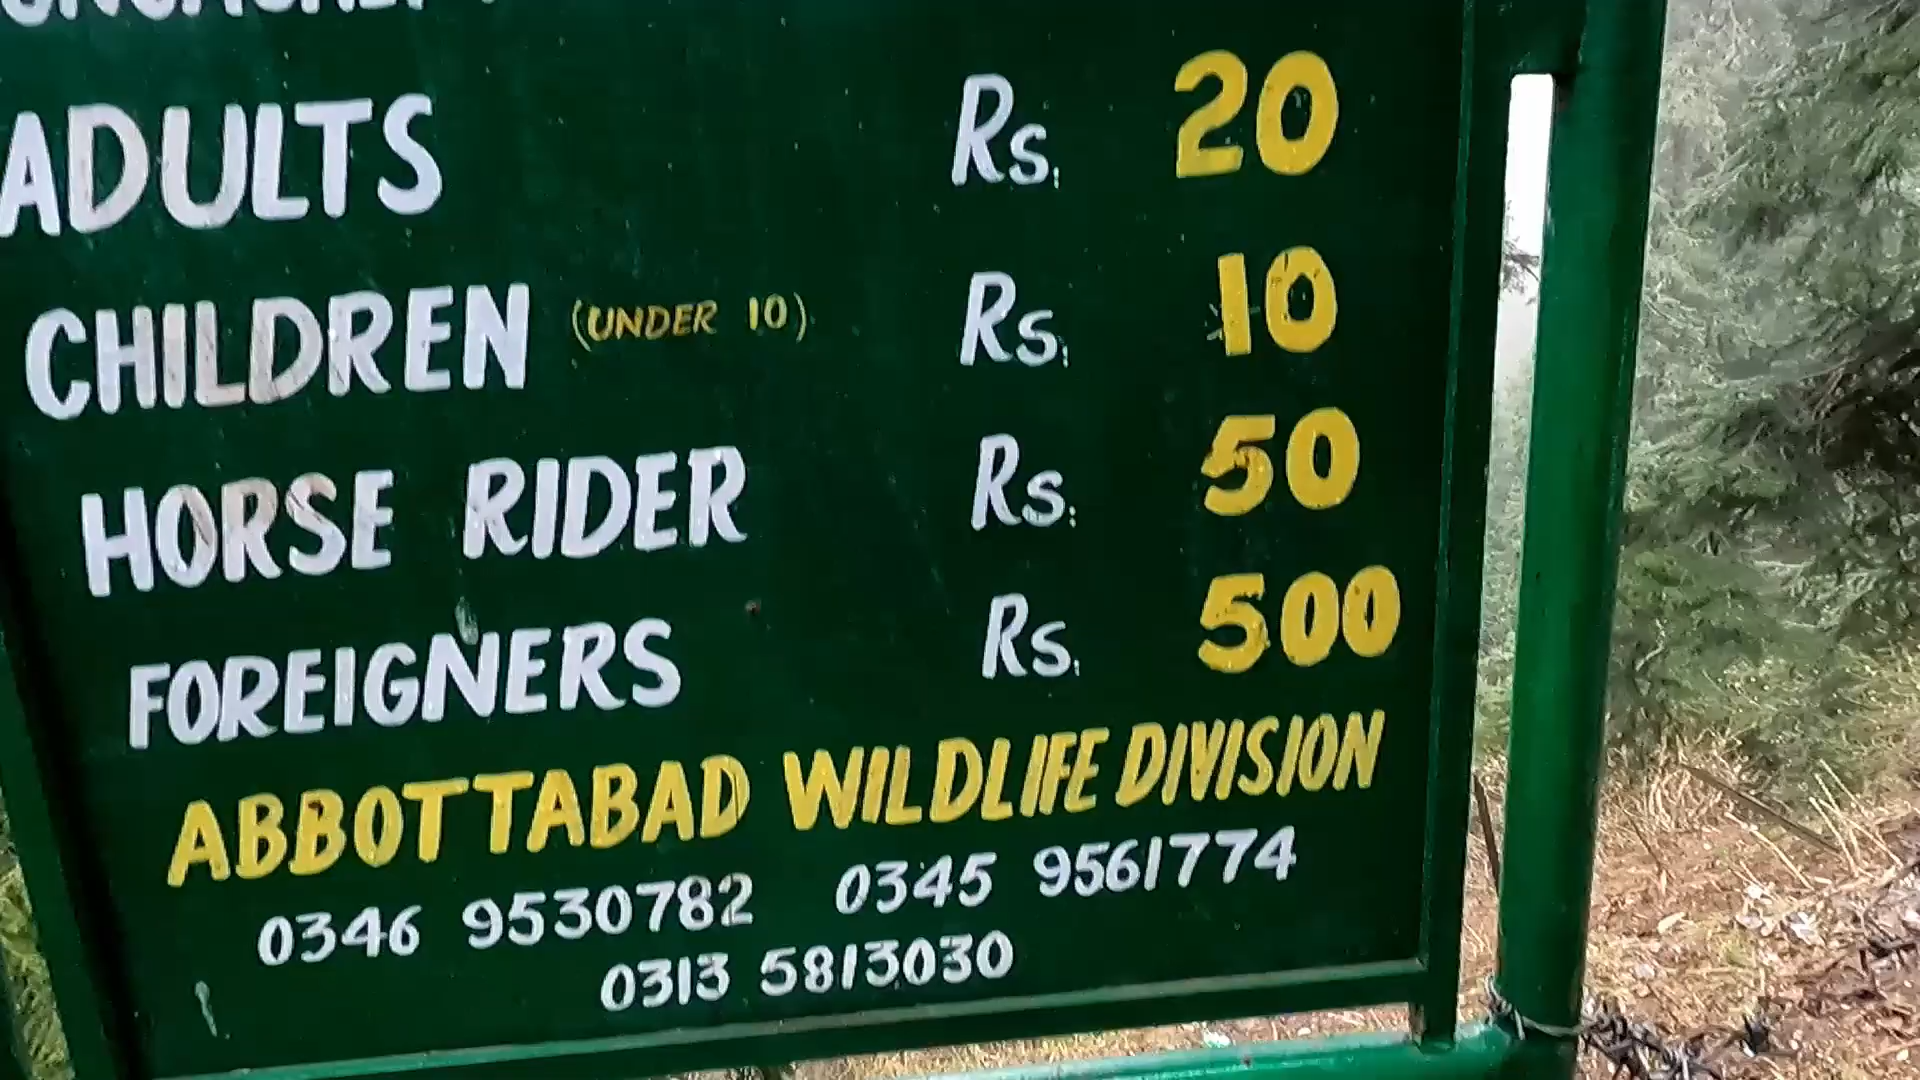 ADULTS Rs. 20
CHILDREN (UNDER 10) Rs. 10
HORSE RIDER Rs. 50
FOREIGNERS Rs. 500
ABBOTTABAD WILDLIFE DIVISION
0346 9530782 0345 9561774
0313 5813030